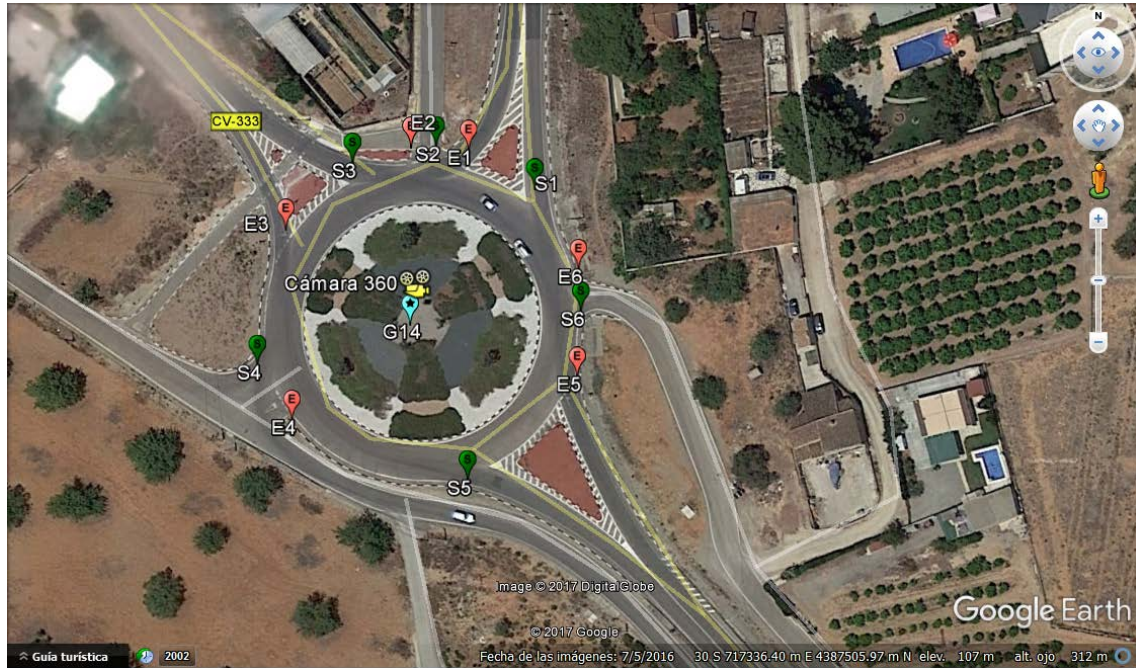 N
CV-333
E2
S2
E
E1
S
S3
S
S1
E
E3
E
E6
Cámara 360
S
S6
G14
S
S4
E
E5
E
E4
S
S5
Image © 2017 DigitalGlobe
© 2017 Google
Google Earth
Guía turística
2002
Fecha de las imágenes: 7/5/2016 30 S 717336.40 m E 4387505.97 m N elev. 107 m alt. ojo 312 m